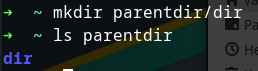 → ~ mkdir parentdir/dir
→ ~ ls parentdir
dir